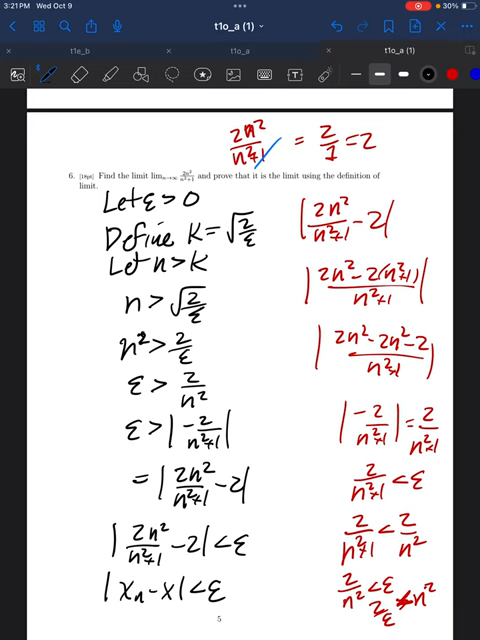 3:21 PM Wed Oct 9
30%
t1o_a (1)
t1e_b
t1o_a
t1o_a (1)
2n²/(n²+1) = 2/1 = 2
6. [18pt] Find the limit lim_{n→∞} 2n²/(n²+1) and prove that it is the limit using the definition of
limit.
Let ε > 0
Define K = √(2/ε)
Let n > K
n > √(2/ε)
n² > 2/ε
ε > 2/n²
ε > |-2/(n²+1)|
= |2n²/(n²+1) - 2|
|2n²/(n²+1) - 2| < ε
|xₙ - x| < ε
|2n²/(n²+1) - 2|
|(2n² - 2(n²+1))/(n²+1)|
|(2n² - 2n² - 2)/(n²+1)|
|-2/(n²+1)| = 2/(n²+1)
2/(n²+1) < ε
2/(n²+1) < 2/n²
2/n² < ε
2/ε < n²
5